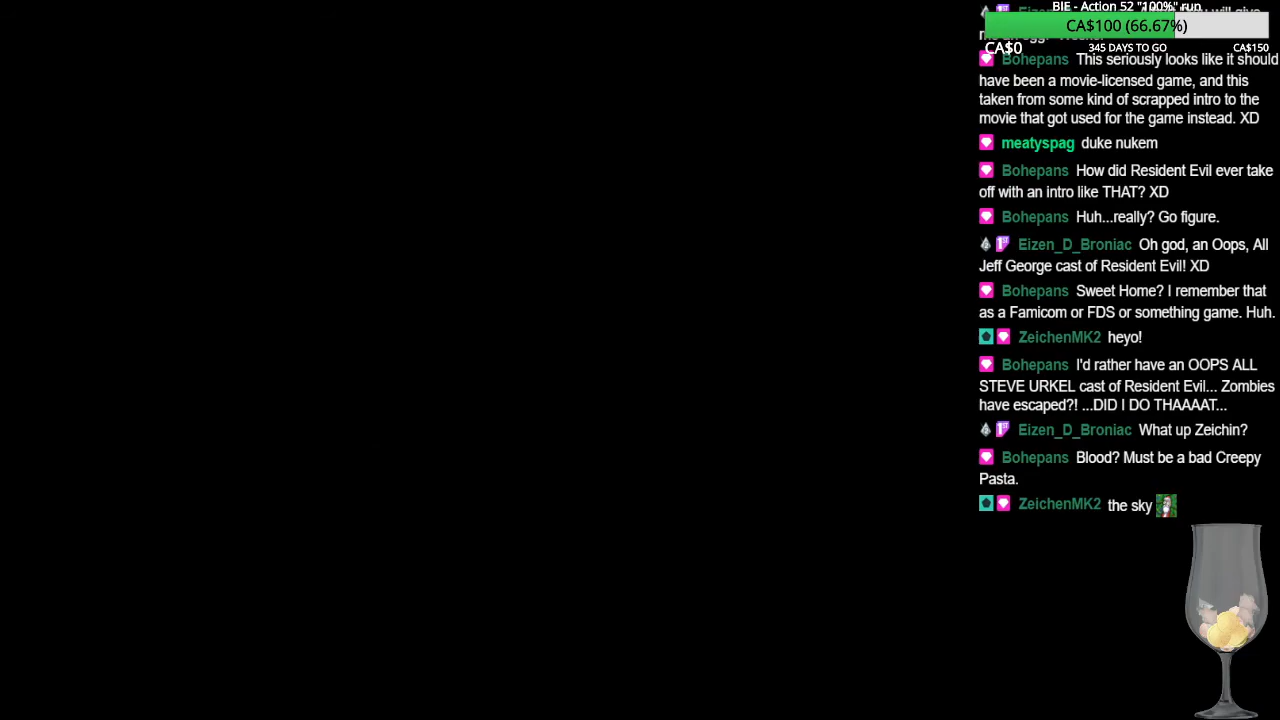 BIE - Action 52 "100%" run
CA$100 (66.67%)
CA$0 345 DAYS TO GO CA$150
Bohepans This seriously looks like it should
have been a movie-licensed game, and this
taken from some kind of scrapped intro to the
movie that got used for the game instead. XD
meatyspag duke nukem
Bohepans How did Resident Evil ever take
off with an intro like THAT? XD
Bohepans Huh...really? Go figure.
Eizen_D_Broniac Oh god, an Oops, All
Jeff George cast of Resident Evil! XD
Bohepans Sweet Home? I remember that
as a Famicom or FDS or something game. Huh.
ZeichenMK2 heyo!
Bohepans I'd rather have an OOPS ALL
STEVE URKEL cast of Resident Evil... Zombies
have escaped?! ...DID I DO THAAAAT...
Eizen_D_Broniac What up Zeichin?
Bohepans Blood? Must be a bad Creepy
Pasta.
ZeichenMK2 the sky